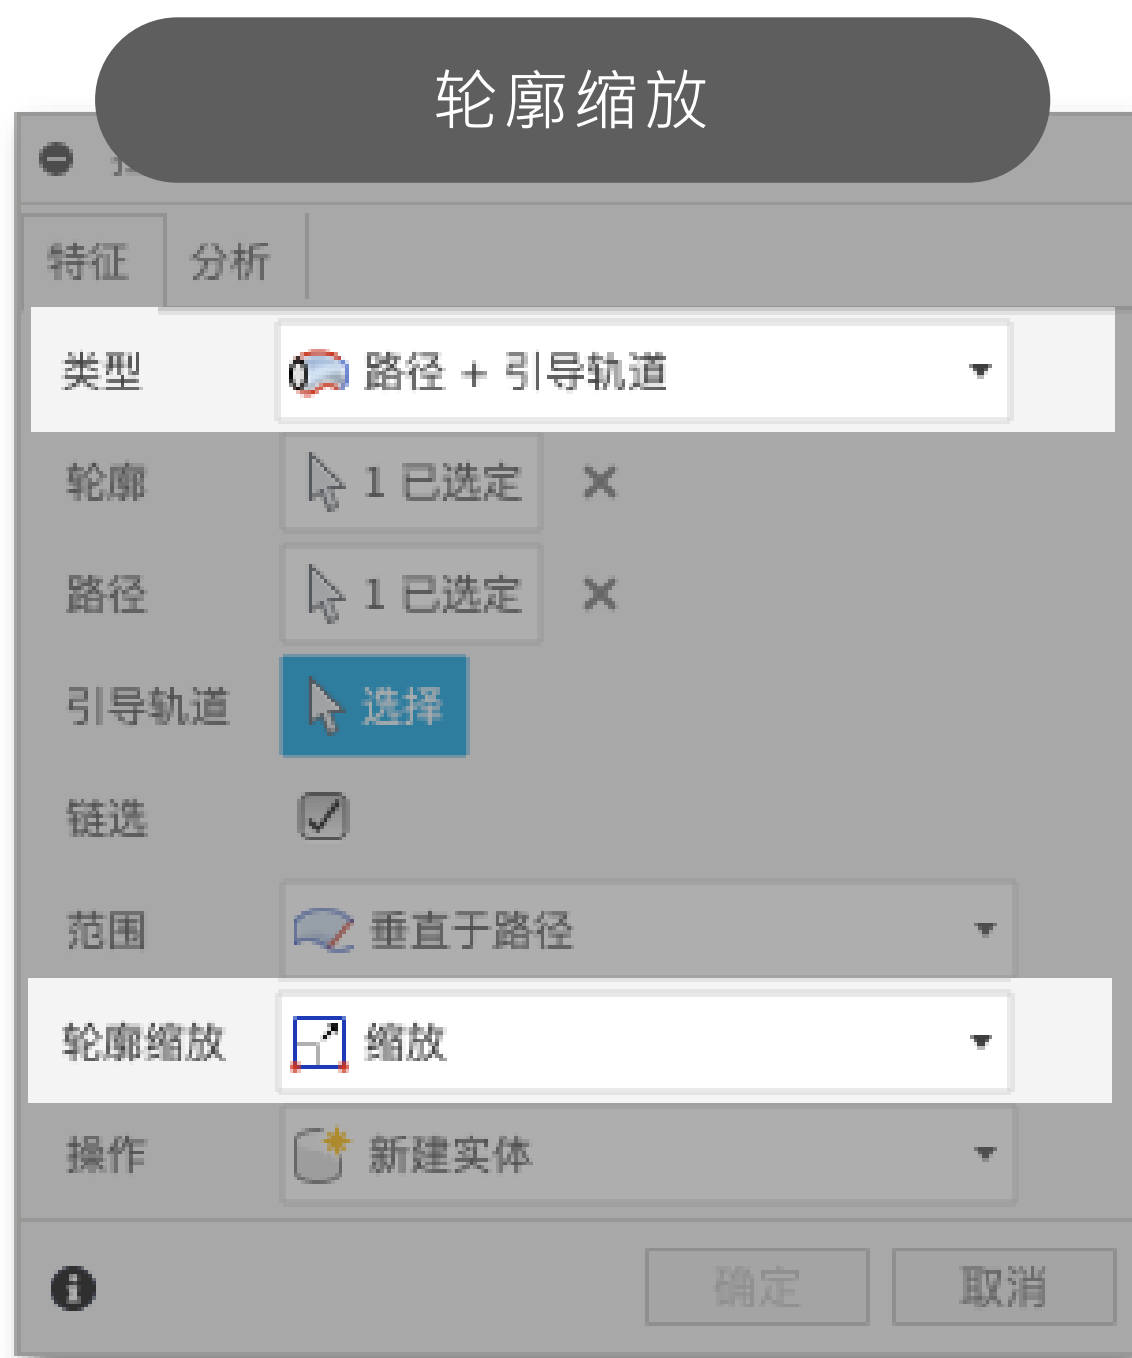 轮廓缩放
特征 分析
类型 路径 + 引导轨道
轮廓 1 已选定
路径 1 已选定
引导轨道 选择
链选
范围 垂直于路径
轮廓缩放 缩放
操作 新建实体
确定 取消